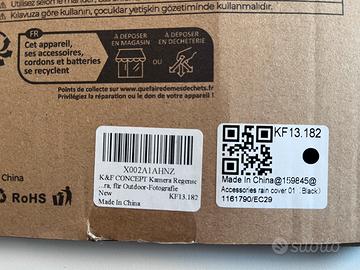 Kılavuza göre kullanın, çocuklar yetişkin gözetiminde kullanmalıdır.
FR
Cet appareil,
ses accessoires,
cordons et batteries
se recyclent
À DÉPOSER
EN MAGASIN
OU
À DÉPOSER
EN DÉCHÈTERIE
Points de collecte sur www.quefairedemesdechets.fr
Privilégiez la réparation ou le don de votre appareil !
China
RoHS
X002A1AHNZ
K&F CONCEPT Kamera Regense
...ra, für Outdoor-Fotografie
New
KF13.182
Made In China
KF13.182
Made In China@159845@
Accessories rain cover 01 (Black)
1161790/EC29
subito